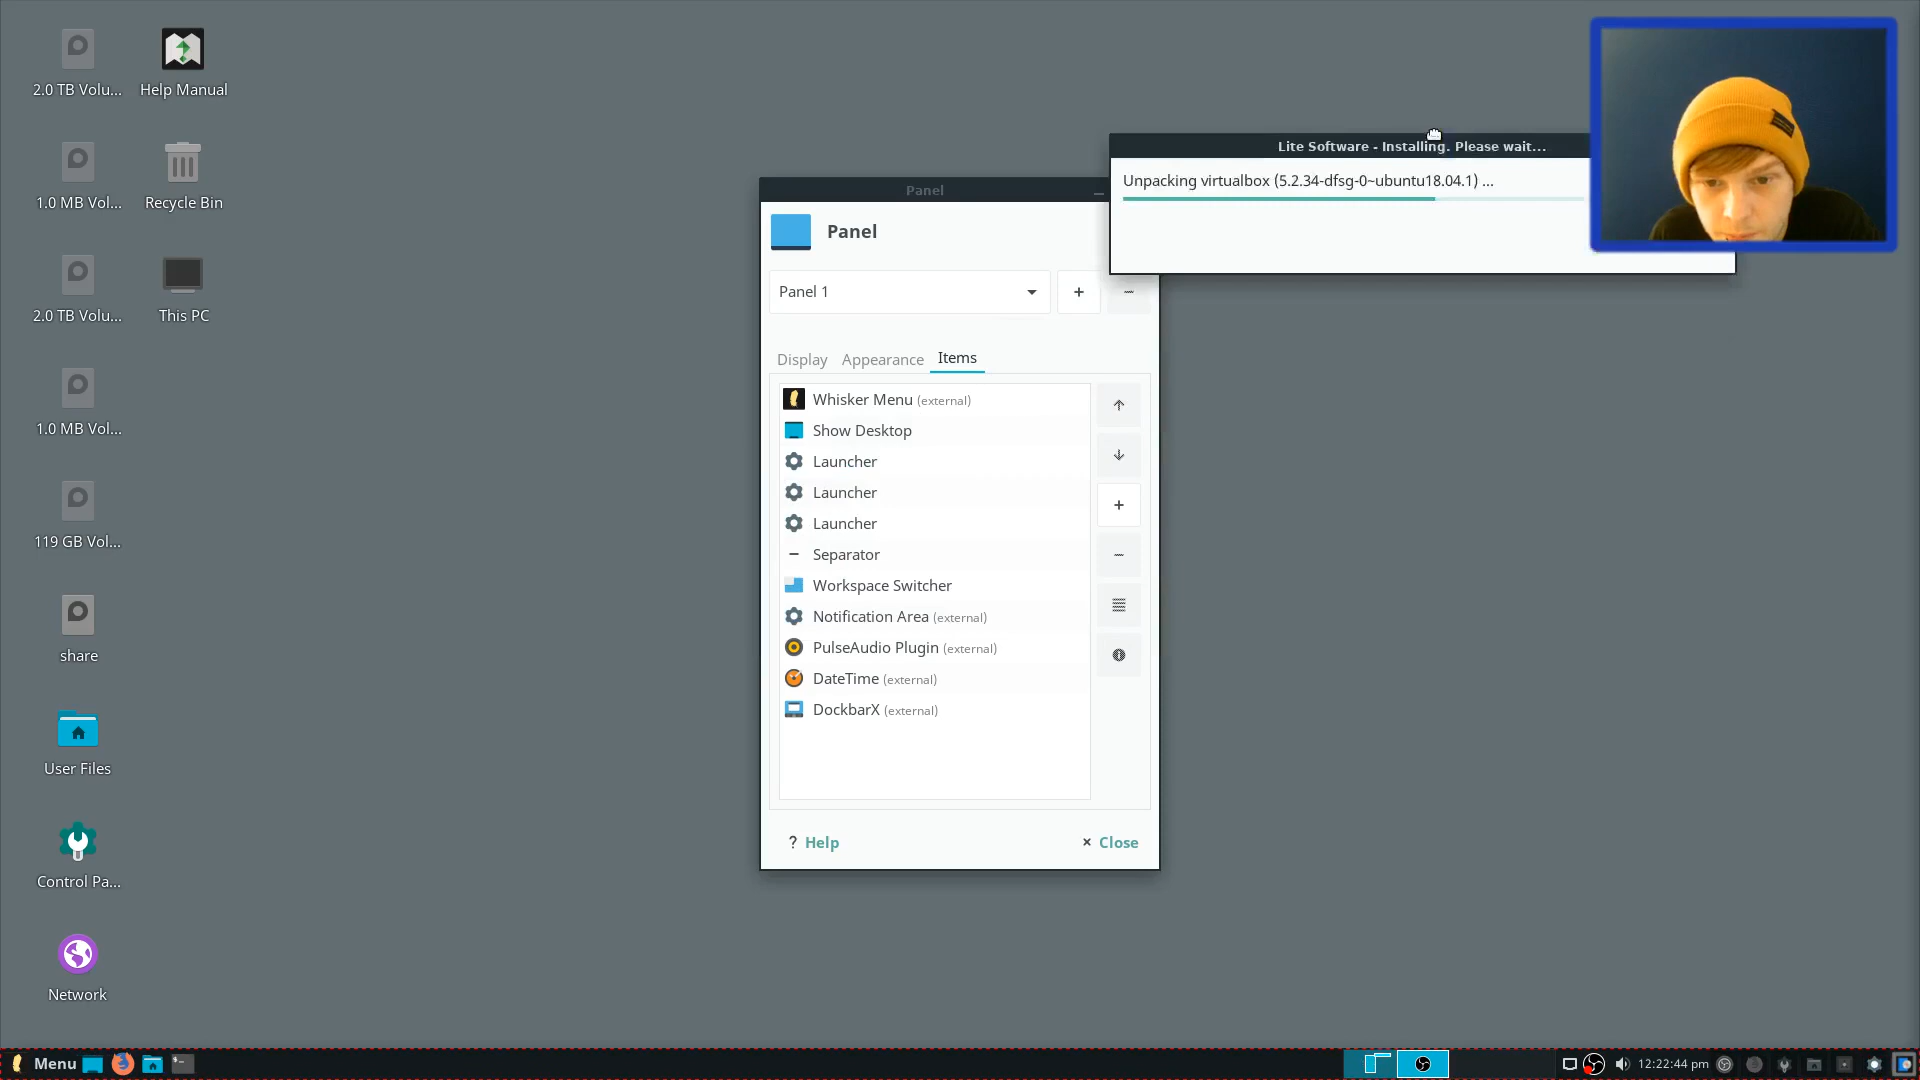 2.0 TB Volu...
Help Manual
1.0 MB Vol...
Recycle Bin
2.0 TB Volu...
This PC
1.0 MB Vol...
119 GB Vol...
share
User Files
Control Pa...
Network
Lite Software - Installing. Please wait...
Unpacking virtualbox (5.2.34-dfsg-0~ubuntu18.04.1) ...
Panel
Panel
Panel 1
Display Appearance Items
Whisker Menu (external)
Show Desktop
Launcher
Launcher
Launcher
Separator
Workspace Switcher
Notification Area (external)
PulseAudio Plugin (external)
DateTime (external)
DockbarX (external)
? Help
× Close
Menu
12:22:44 pm